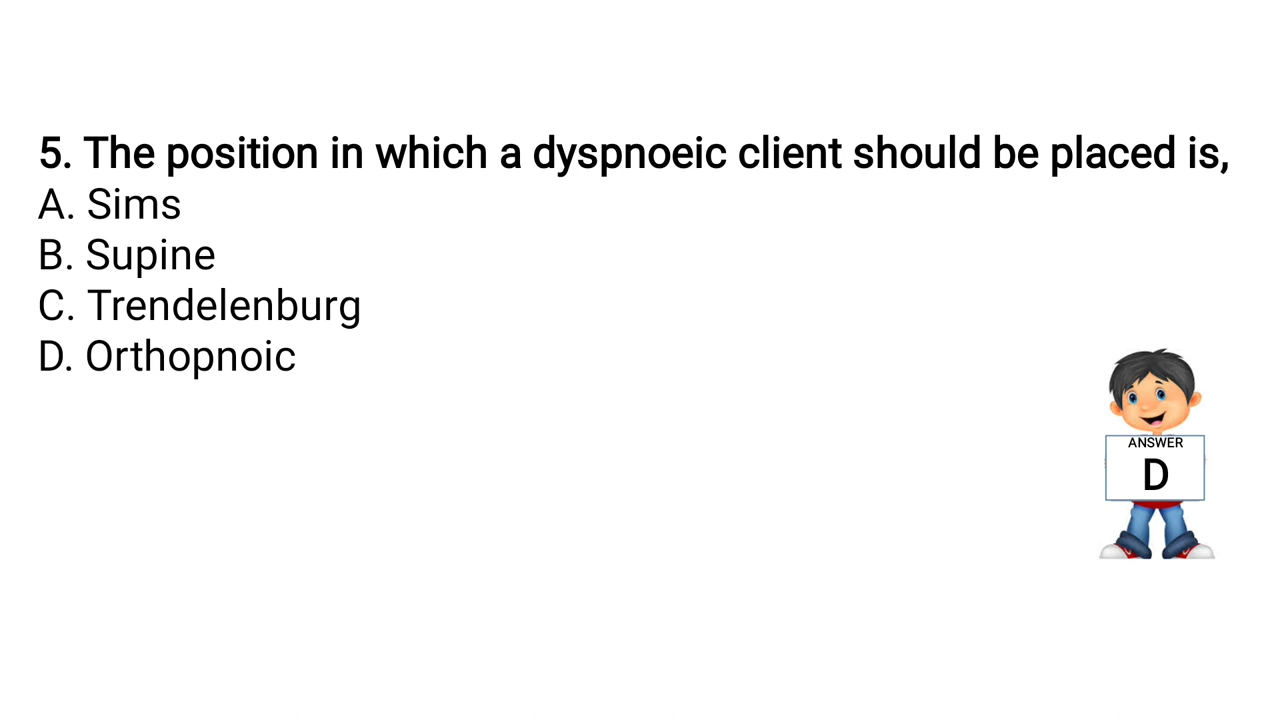 5. The position in which a dyspnoeic client should be placed is,
A. Sims
B. Supine
C. Trendelenburg
D. Orthopnoic
ANSWER
D